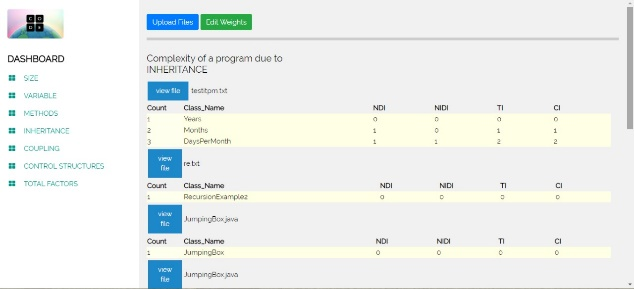 CO
DE
Upload Files Edit Weights
DASHBOARD
SIZE
VARIABLE
METHODS
INHERITANCE
COUPLING
CONTROL STRUCTURES
TOTAL FACTORS
Complexity of a program due to
INHERITANCE
view file testitpm.txt
Count Class_Name NDI NIDI TI CI
1 Years 0 0 0 0
2 Months 1 0 1 1
3 DaysPerMonth 1 1 2 2
view
file re.txt
Count Class_Name NDI NIDI TI CI
1 RecursionExample2 0 0 0 0
view
file JumpingBox.java
Count Class_Name NDI NIDI TI CI
1 JumpingBox 0 0 0 0
view
file JumpingBox.java